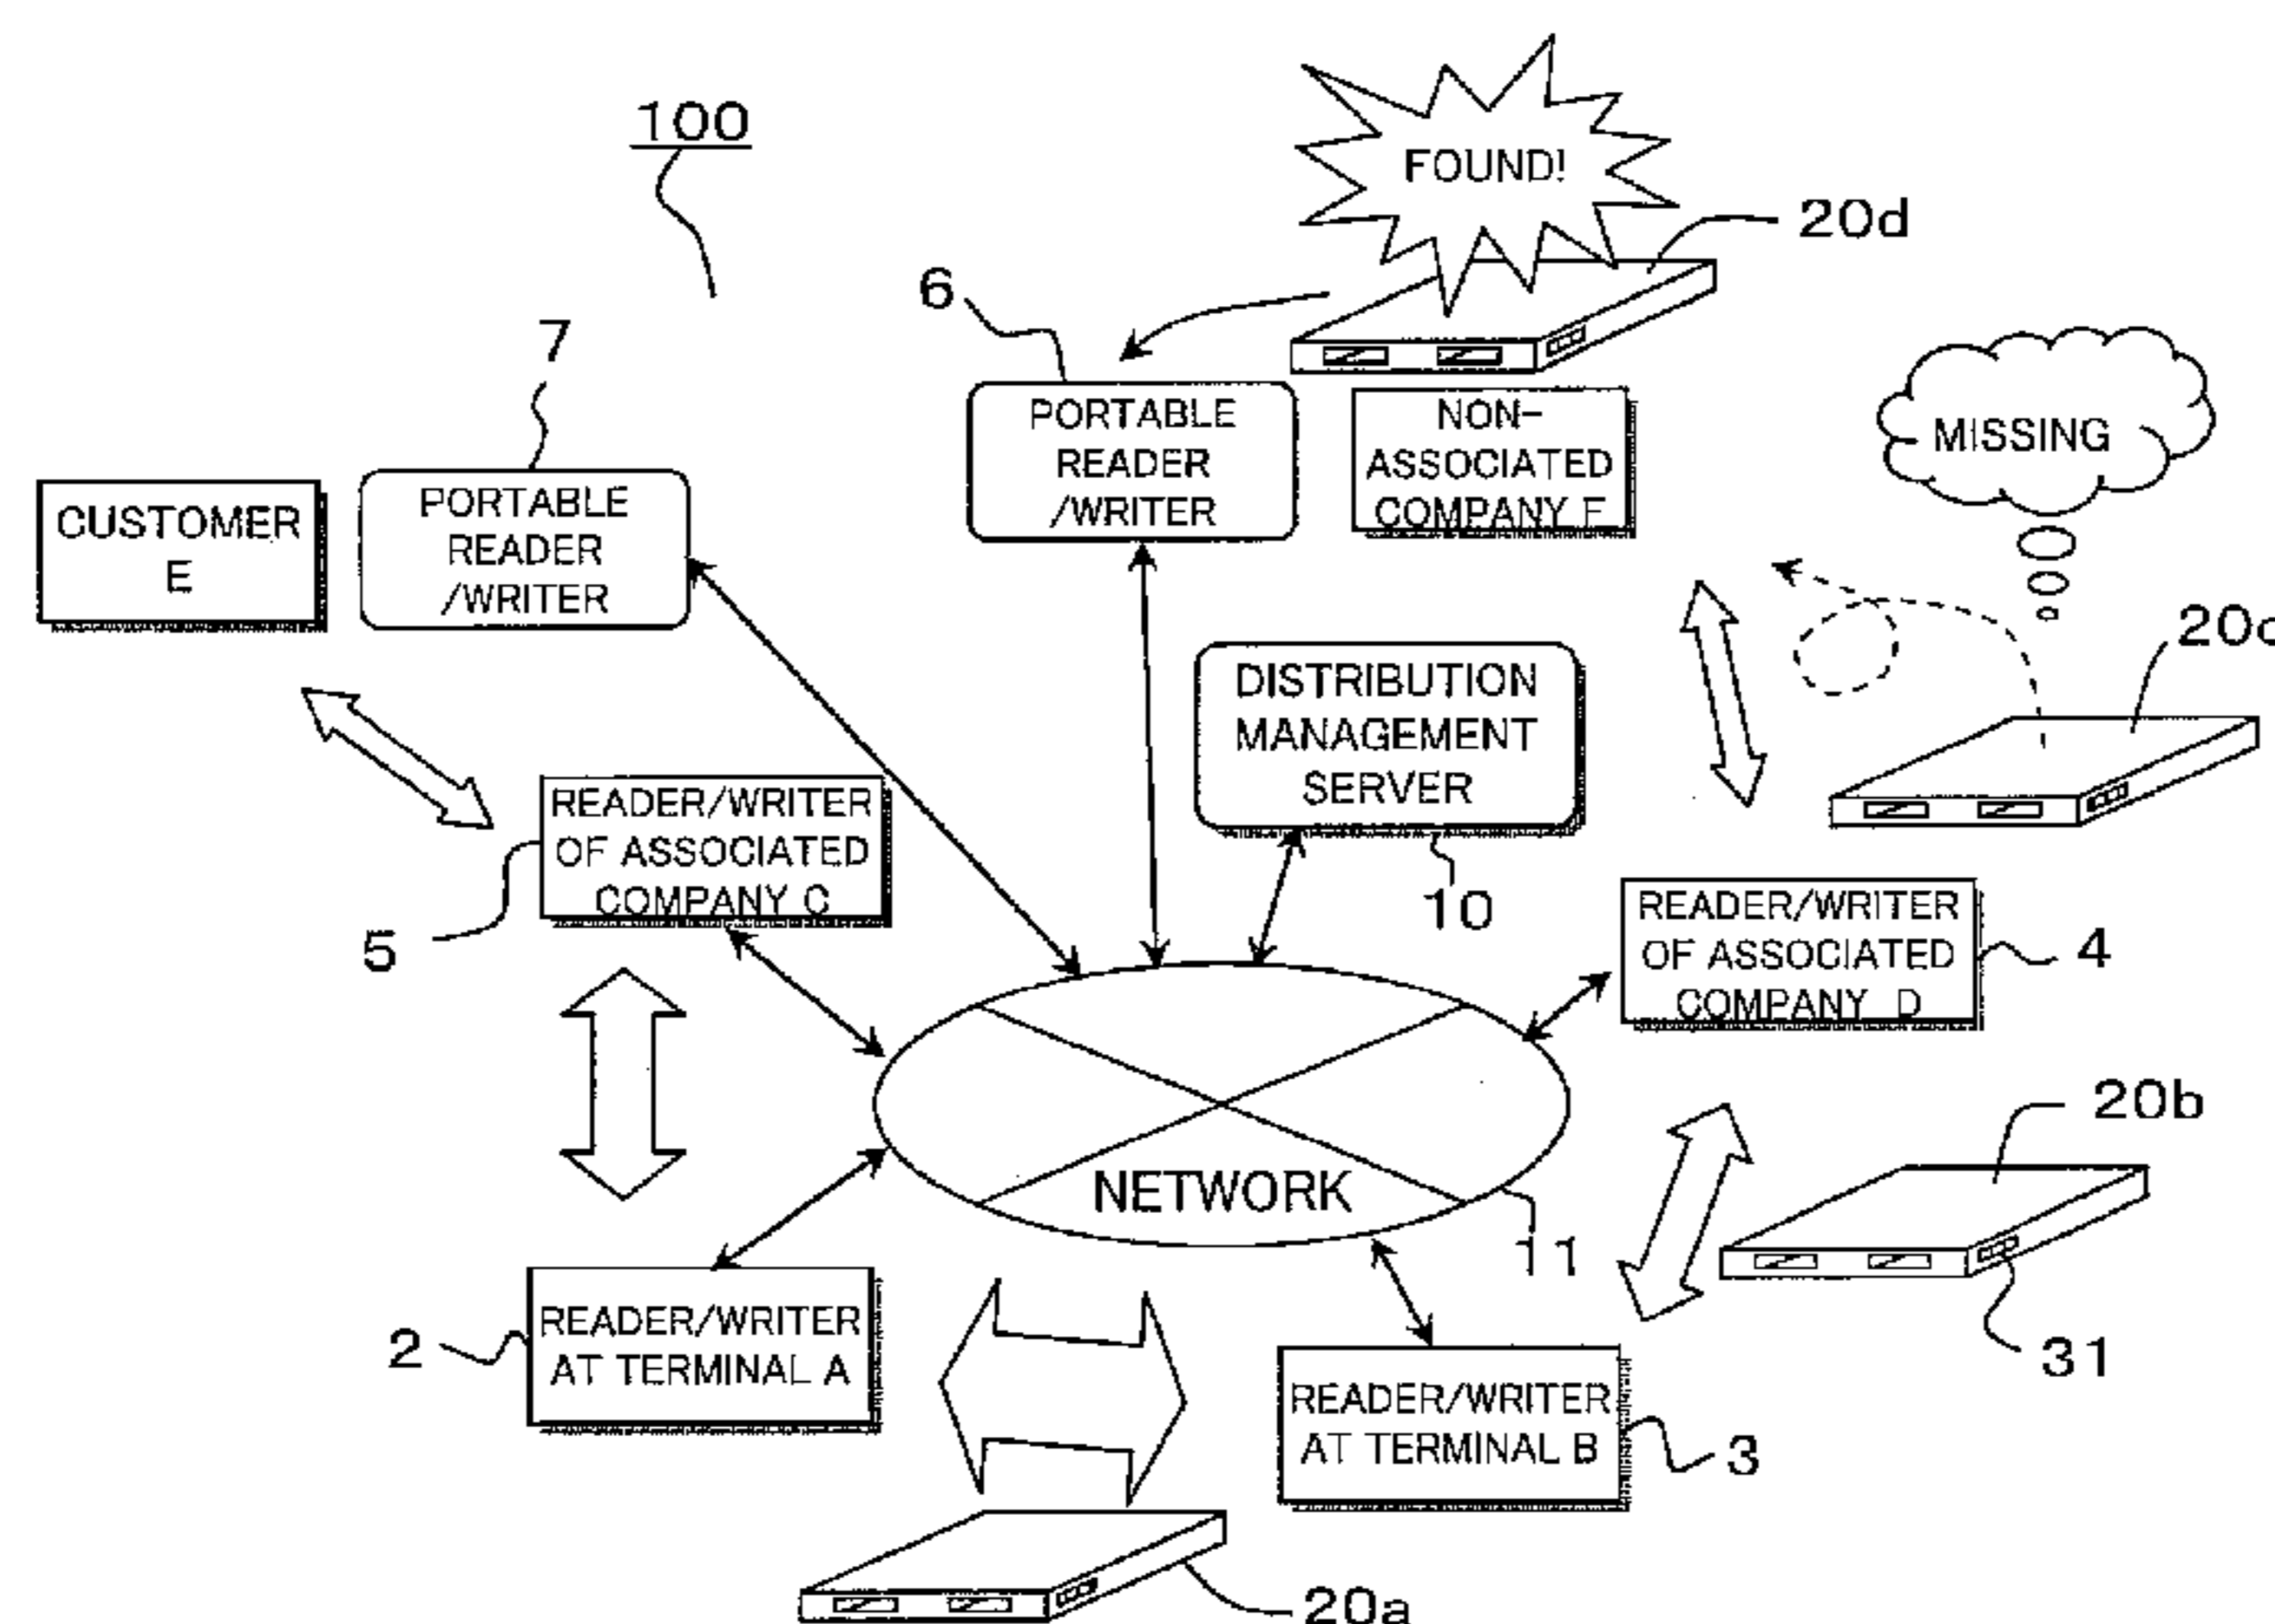 100
FOUND!
20d
6
7
PORTABLE
READER
/WRITER
NON-
ASSOCIATED
COMPANY F
MISSING
CUSTOMER
E
PORTABLE
READER
/WRITER
20c
DISTRIBUTION
MANAGEMENT
SERVER
10
READER/WRITER
OF ASSOCIATED
COMPANY C
5
READER/WRITER
OF ASSOCIATED
COMPANY D
4
20b
NETWORK
11
31
2
READER/WRITER
AT TERMINAL A
READER/WRITER
AT TERMINAL B
3
20a